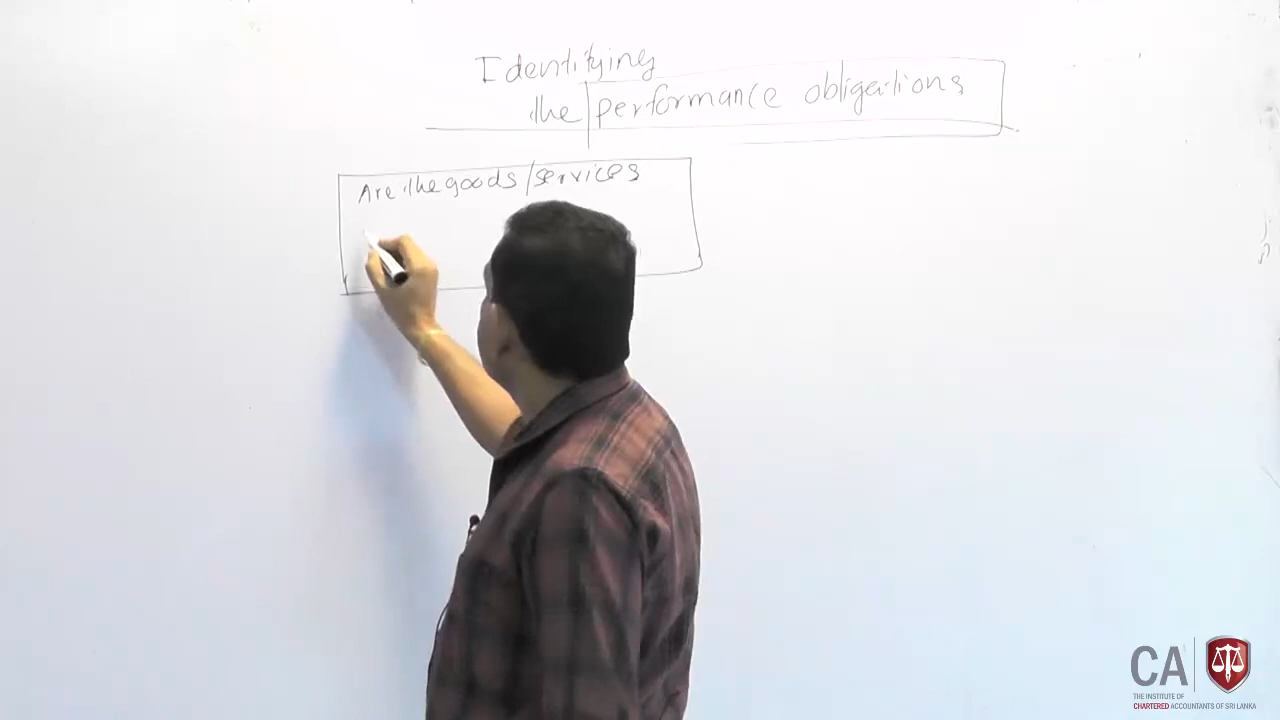 Identifying
the performance obligations
Are the goods/services
CA
THE INSTITUTE OF
CHARTERED ACCOUNTANTS OF SRI LANKA